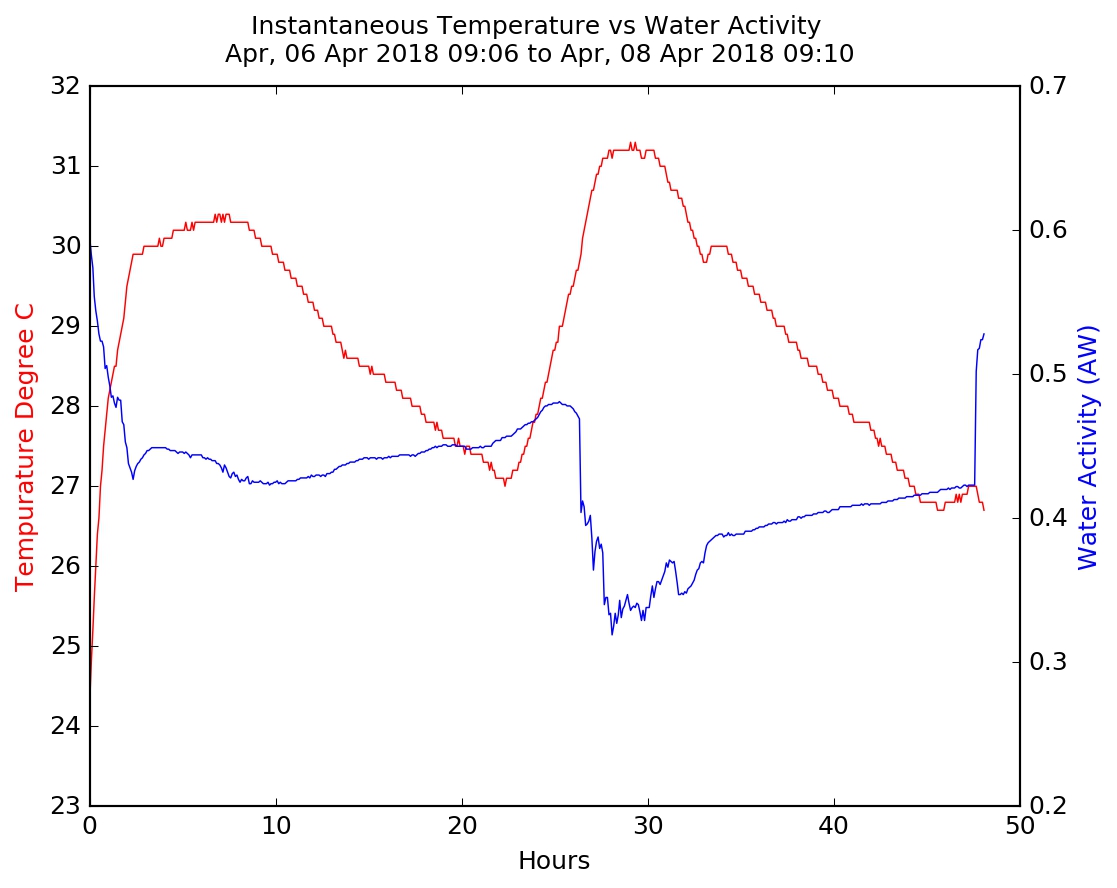 Instantaneous Temperature vs Water Activity
Apr, 06 Apr 2018 09:06 to Apr, 08 Apr 2018 09:10
32
31
30
29
28
27
26
25
24
23
Tempurature Degree C
0.7
0.6
0.5
0.4
0.3
0.2
Water Activity (AW)
0 10 20 30 40 50
Hours